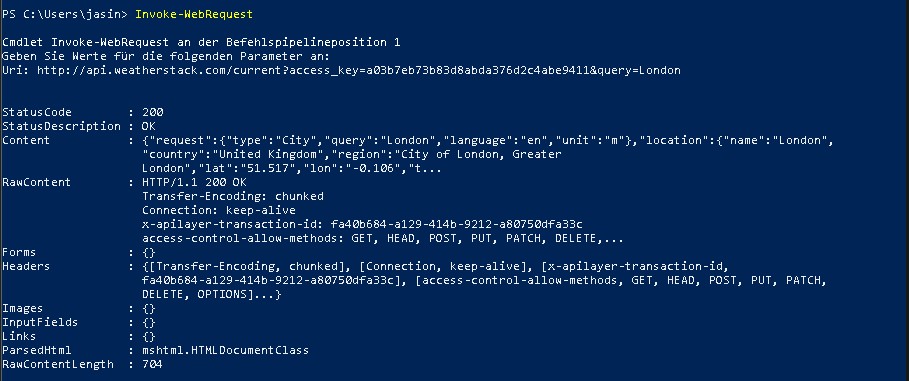 PS C:\Users\jasin> Invoke-WebRequest
Cmdlet Invoke-WebRequest an der Befehlspipelineposition 1
Geben Sie Werte für die folgenden Parameter an:
Uri: http://api.weatherstack.com/current?access_key=a03b7eb73b83d8abda376d2c4abe9411&query=London
StatusCode : 200
StatusDescription : OK
Content : {"request":{"type":"City","query":"London","language":"en","unit":"m"},"location":{"name":"London",
"country":"United Kingdom","region":"City of London, Greater
London","lat":"51.517","lon":"-0.106","t...
RawContent : HTTP/1.1 200 OK
Transfer-Encoding: chunked
Connection: keep-alive
x-apilayer-transaction-id: fa40b684-a129-414b-9212-a80750dfa33c
access-control-allow-methods: GET, HEAD, POST, PUT, PATCH, DELETE,...
Forms : {}
Headers : {[Transfer-Encoding, chunked], [Connection, keep-alive], [x-apilayer-transaction-id,
fa40b684-a129-414b-9212-a80750dfa33c], [access-control-allow-methods, GET, HEAD, POST, PUT, PATCH,
DELETE, OPTIONS]...}
Images : {}
InputFields : {}
Links : {}
ParsedHtml : mshtml.HTMLDocumentClass
RawContentLength : 704